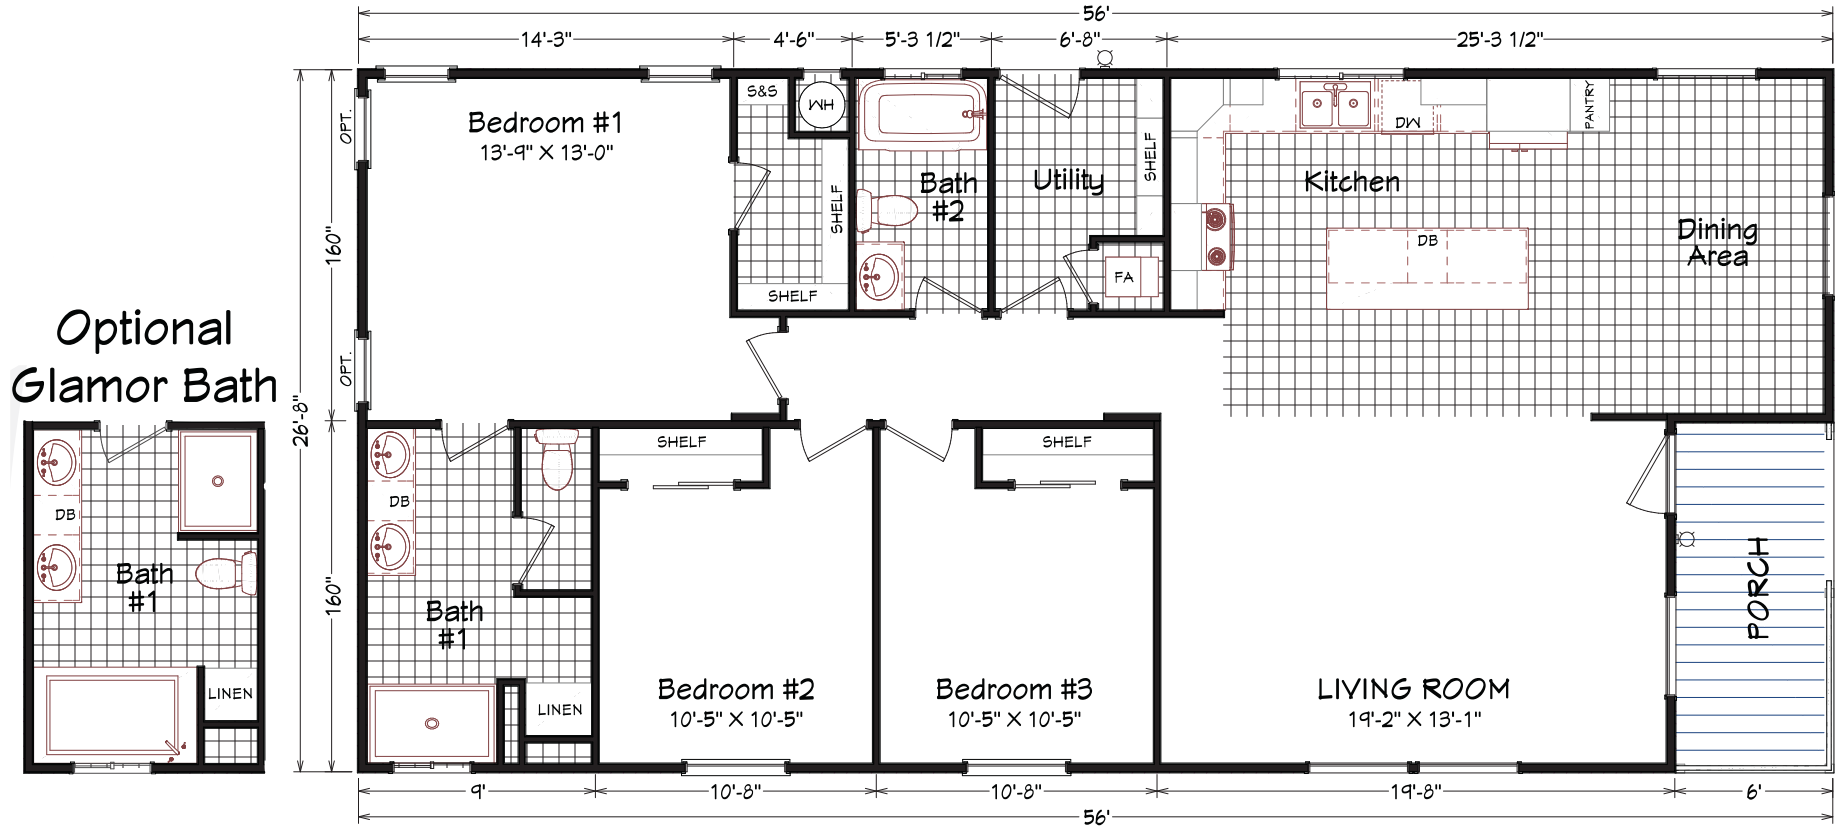 56'
14'-3"
4'-6"
5'-3 1/2"
6'-8"
25'-3 1/2"
S&S
WH
PANTRY
OPT.
Bedroom #1
13'-9" X 13'-0"
DW
SHELF
SHELF
Bath
#2
Utility
Kitchen
160"
Dining
Area
DB
FA
SHELF
Optional
Glamor Bath
OPT.
26'-8"
SHELF
SHELF
DB
DB
Bath
#1
160"
PORCH
Bath
#1
LINEN
LINEN
Bedroom #2
10'-5" X 10'-5"
Bedroom #3
10'-5" X 10'-5"
LIVING ROOM
19'-2" X 13'-1"
9'
10'-8"
10'-8"
19'-8"
6'
56'